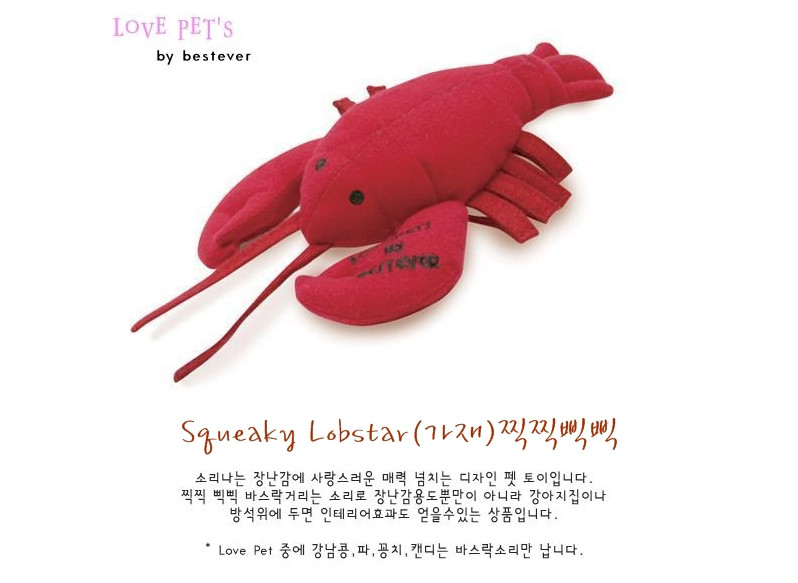 LOVE PET'S
by bestever
Squeaky Lobstar(가재)찍찍삑삑
소리나는 장난감에 사랑스러운 매력 넘치는 디자인 펫 토이입니다.
찍찍 삑삑 바스락거리는 소리로 장난감용도뿐만이 아니라 강아지집이나
방석위에 두면 인테리어효과도 얻을수있는 상품입니다.
* Love Pet 중에 강남콩,파,꽁치,캔디는 바스락소리만 납니다.